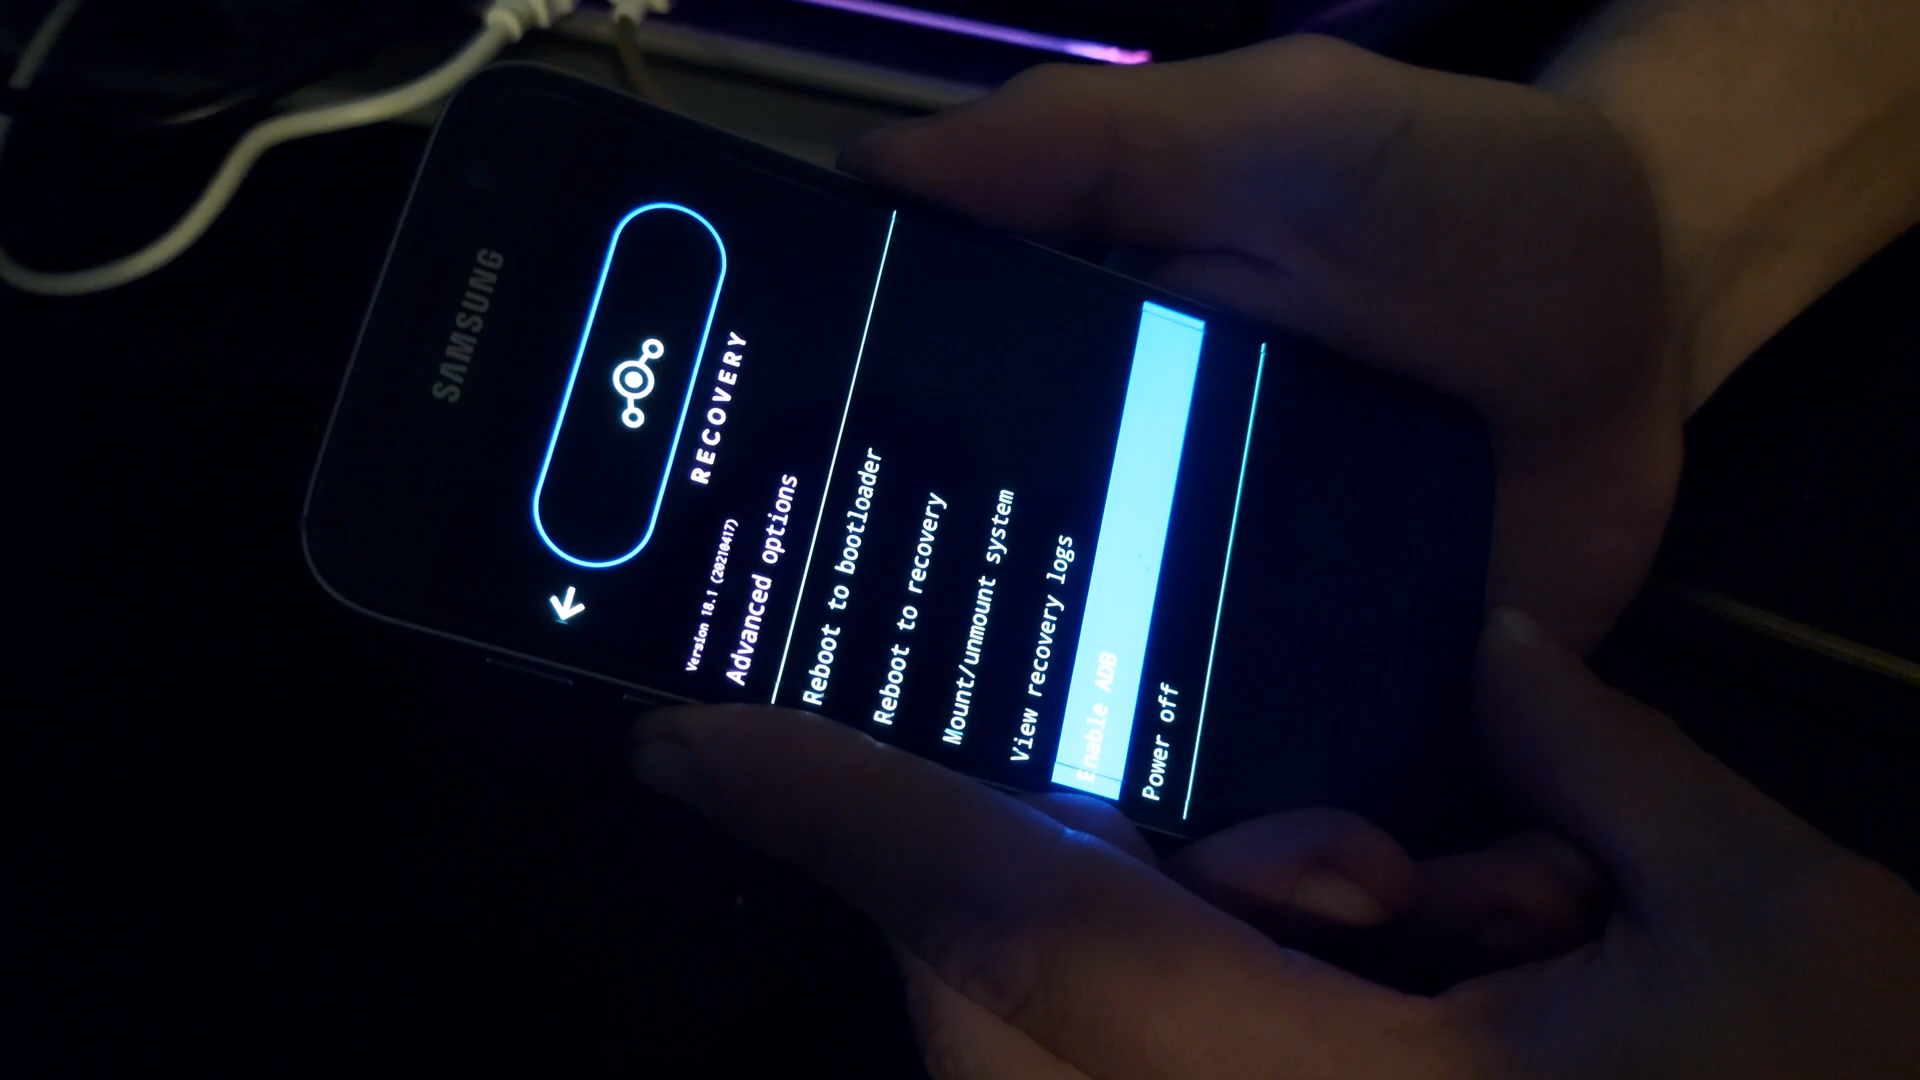 SAMSUNG
RECOVERY
Version 18.1 (20210417)
Advanced options
Reboot to bootloader
Reboot to recovery
Mount/unmount system
View recovery logs
Enable ADB
Power off